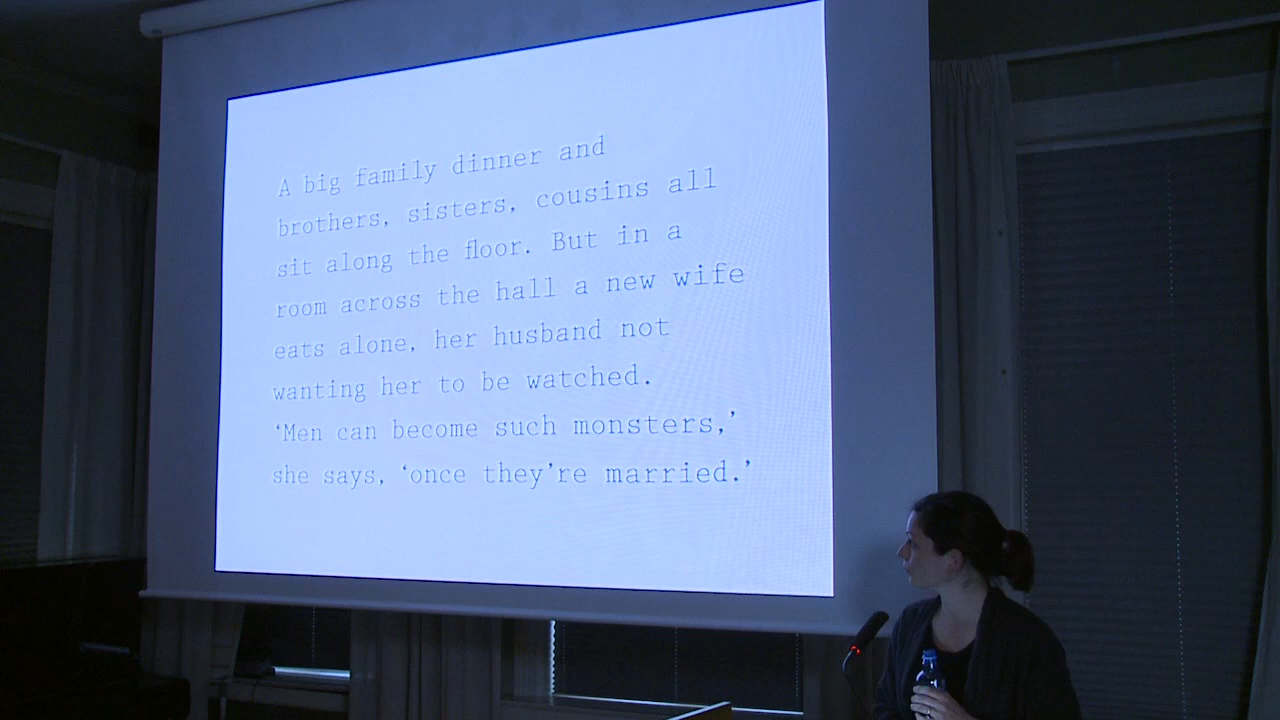 A big family dinner and
brothers, sisters, cousins all
sit along the floor. But in a
room across the hall a new wife
eats alone, her husband not
wanting her to be watched.
‘Men can become such monsters,’
she says, ‘once they’re married.’